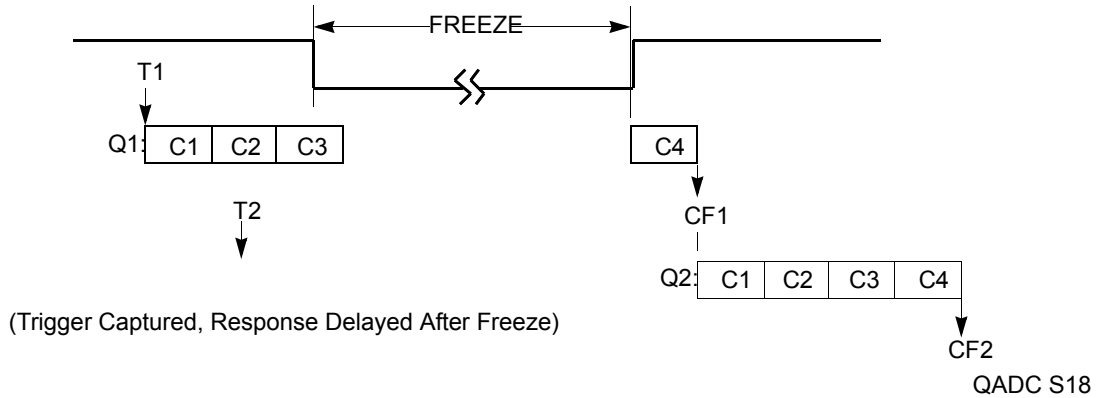 FREEZE
T1
Q1: C1 C2 C3 C4
T2
CF1
Q2: C1 C2 C3 C4
(Trigger Captured, Response Delayed After Freeze)
CF2
QADC S18